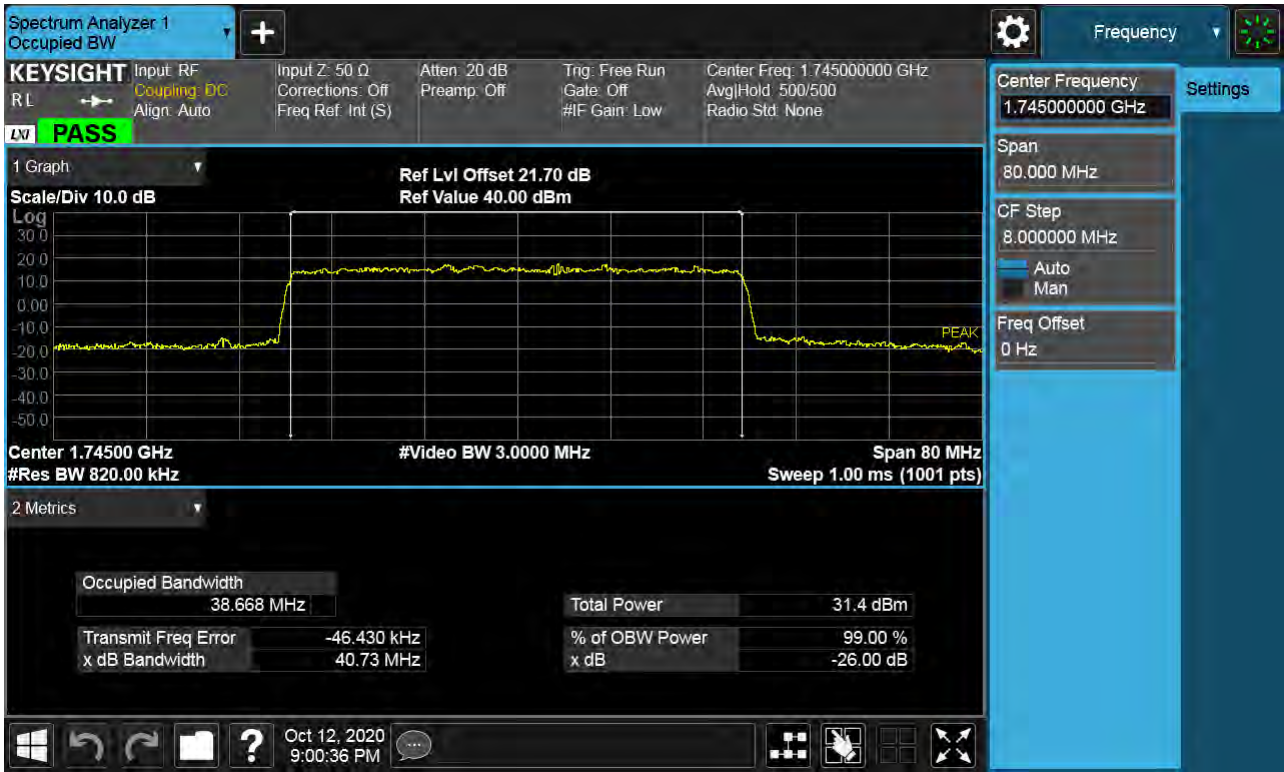 Spectrum Analyzer 1
Occupied BW
Frequency
KEYSIGHT
RL
LXI
PASS
Input: RF
Coupling: DC
Align: Auto
Input Z: 50 Ω
Corrections: Off
Freq Ref: Int (S)
Atten: 20 dB
Preamp: Off
Trig: Free Run
Gate: Off
#IF Gain: Low
Center Freq: 1.745000000 GHz
Avg|Hold: 500/500
Radio Std: None
Center Frequency
1.745000000 GHz
Settings
Span
80.000 MHz
CF Step
8.000000 MHz
Auto
Man
Freq Offset
0 Hz
1 Graph
Scale/Div 10.0 dB
Ref Lvl Offset 21.70 dB
Ref Value 40.00 dBm
Log
30.0
20.0
10.0
0.00
-10.0
-20.0
-30.0
-40.0
-50.0
PEAK
Center 1.74500 GHz
#Video BW 3.0000 MHz
Span 80 MHz
#Res BW 820.00 kHz
Sweep 1.00 ms (1001 pts)
2 Metrics
Occupied Bandwidth
38.668 MHz
Transmit Freq Error -46.430 kHz
x dB Bandwidth 40.73 MHz
Total Power 31.4 dBm
% of OBW Power 99.00 %
x dB -26.00 dB
?
Oct 12, 2020
9:00:36 PM